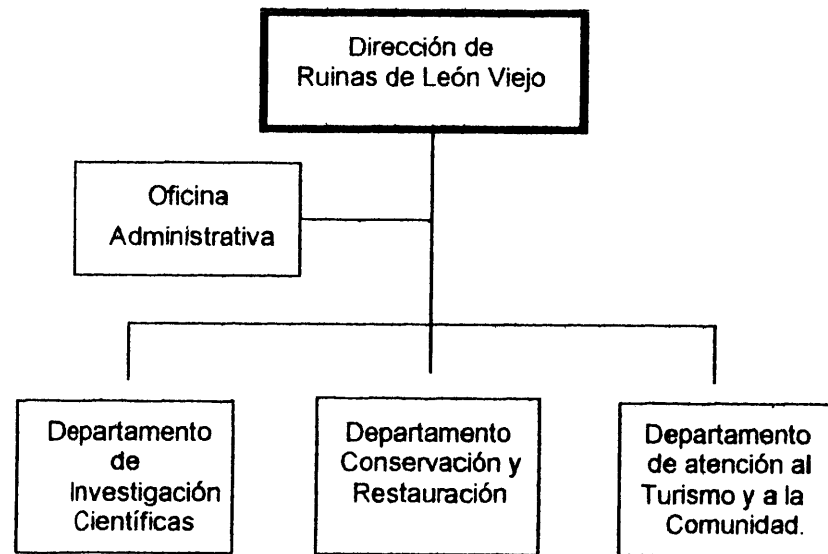 Dirección de
Ruinas de León Viejo
Oficina
Administrativa
Departamento
de
Investigación
Científicas
Departamento
Conservación y
Restauración
Departamento
de atención al
Turismo y a la
Comunidad.